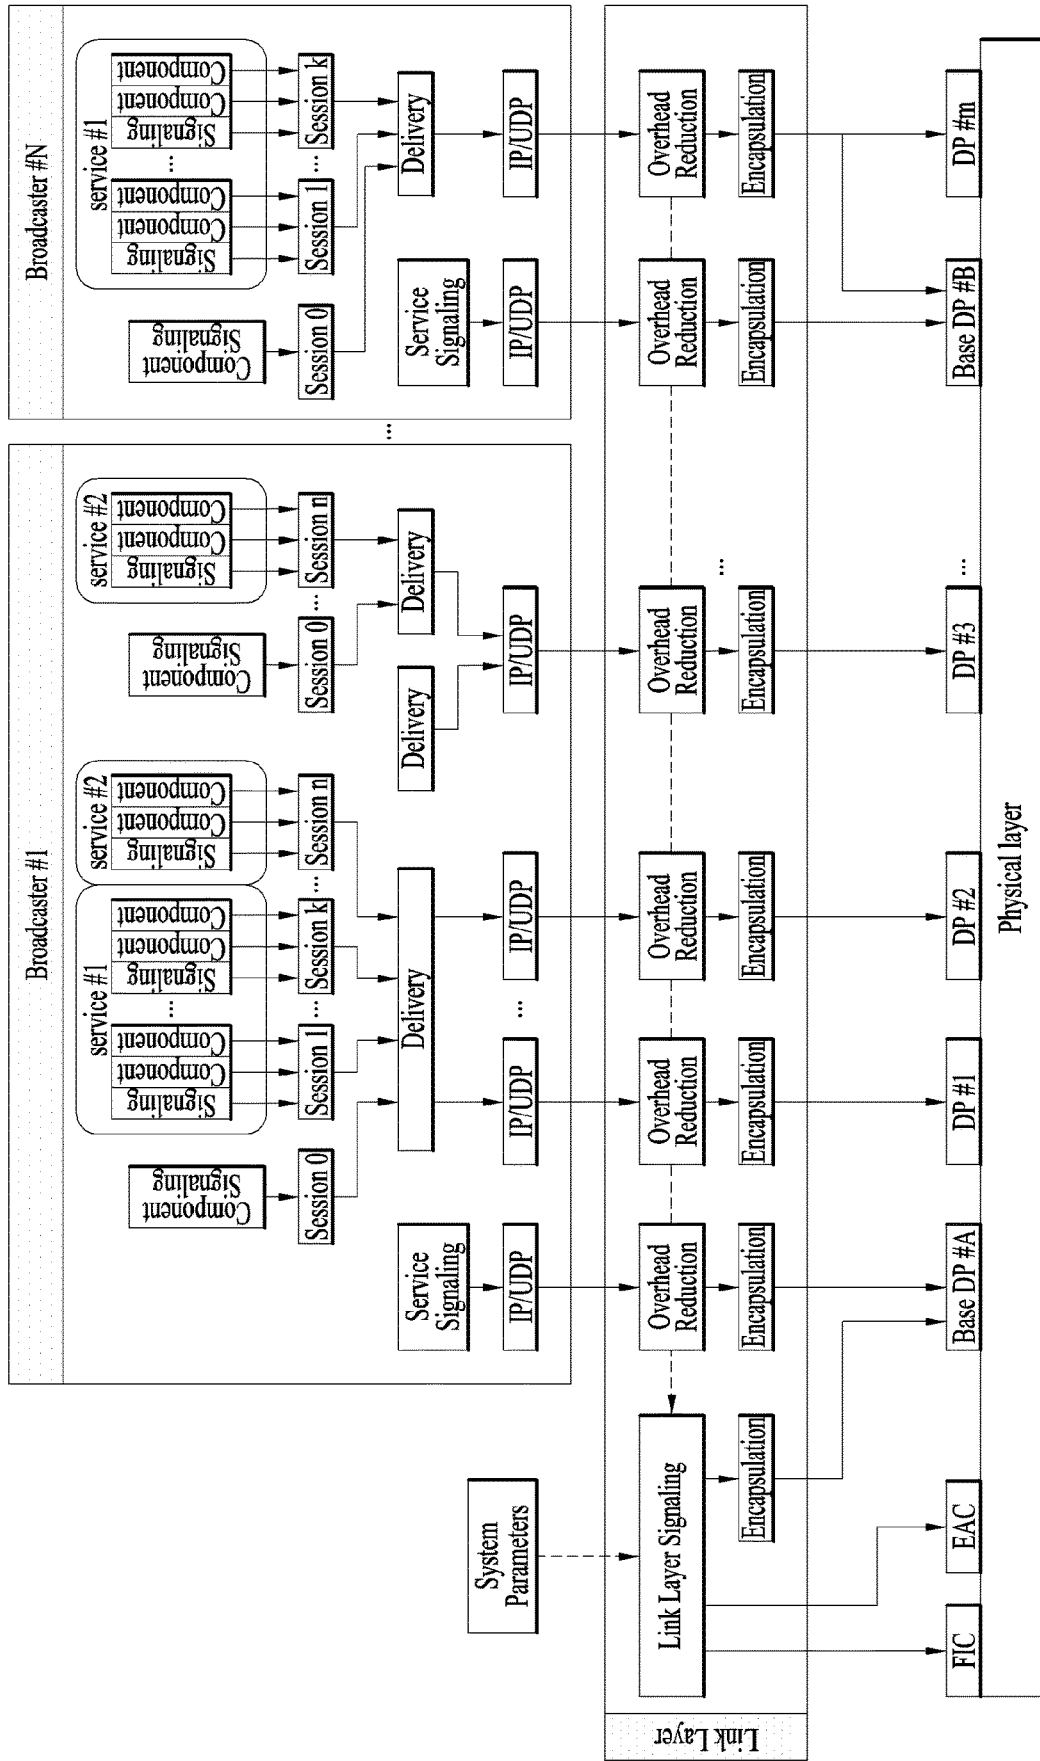 Broadcaster #1
service #1
Signaling
Component
Component
...
Signaling
Component
Component
service #2
Signaling
Component
Component
Component
Signaling
Session 0
Session 1
...
Session k
...
Session n
Service
Signaling
Delivery
IP/UDP
IP/UDP
...
IP/UDP
Component
Signaling
service #2
Signaling
Component
Component
Session 0
...
Session n
Delivery
Delivery
IP/UDP
...
Broadcaster #N
service #1
Signaling
Component
Component
...
Signaling
Component
Component
Component
Signaling
Session 0
Session 1
...
Session k
Service
Signaling
Delivery
IP/UDP
IP/UDP
System
Parameters
Link Layer
Link Layer Signaling
Overhead
Reduction
Overhead
Reduction
Overhead
Reduction
Overhead
Reduction
Overhead
Reduction
Overhead
Reduction
Encapsulation
Encapsulation
Encapsulation
Encapsulation
Encapsulation
...
Encapsulation
Encapsulation
FIC
EAC
Base DP #A
DP #1
DP #2
DP #3
...
Base DP #B
DP #m
Physical layer